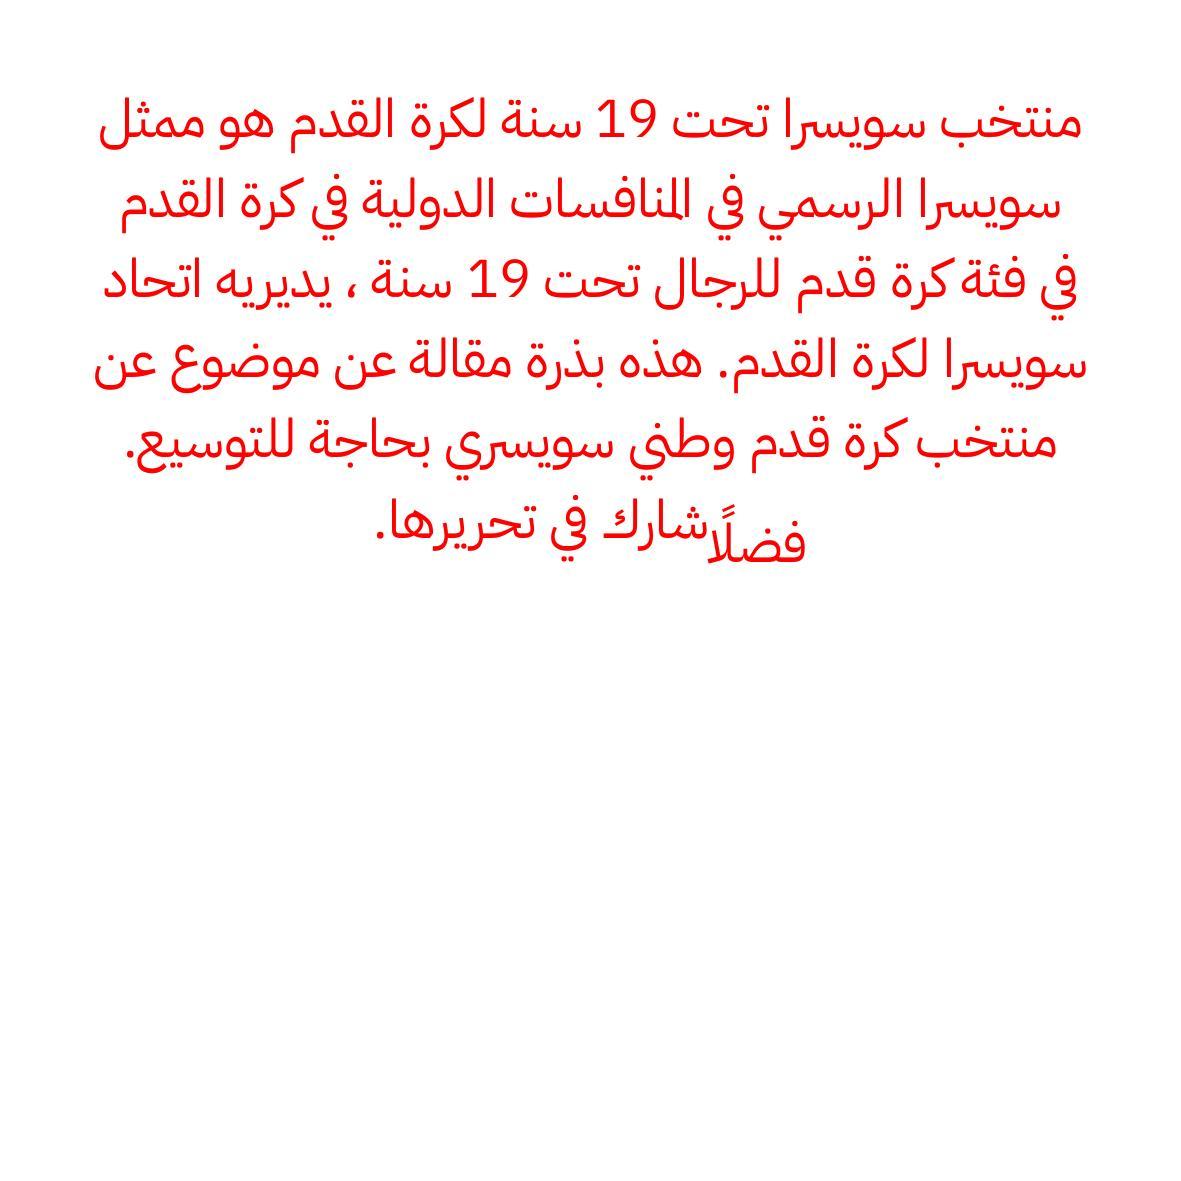 منتخب سويسرا تحت 19 سنة لكرة القدم هو ممثل
سويسرا الرسمي في المنافسات الدولية في كرة القدم
في فئة كرة قدم للرجال تحت 19 سنة ، يديريه اتحاد
سويسرا لكرة القدم. هذه بذرة مقالة عن موضوع عن
منتخب كرة قدم وطني سويسري بحاجة للتوسيع.
فضلًا شارك في تحريرها.